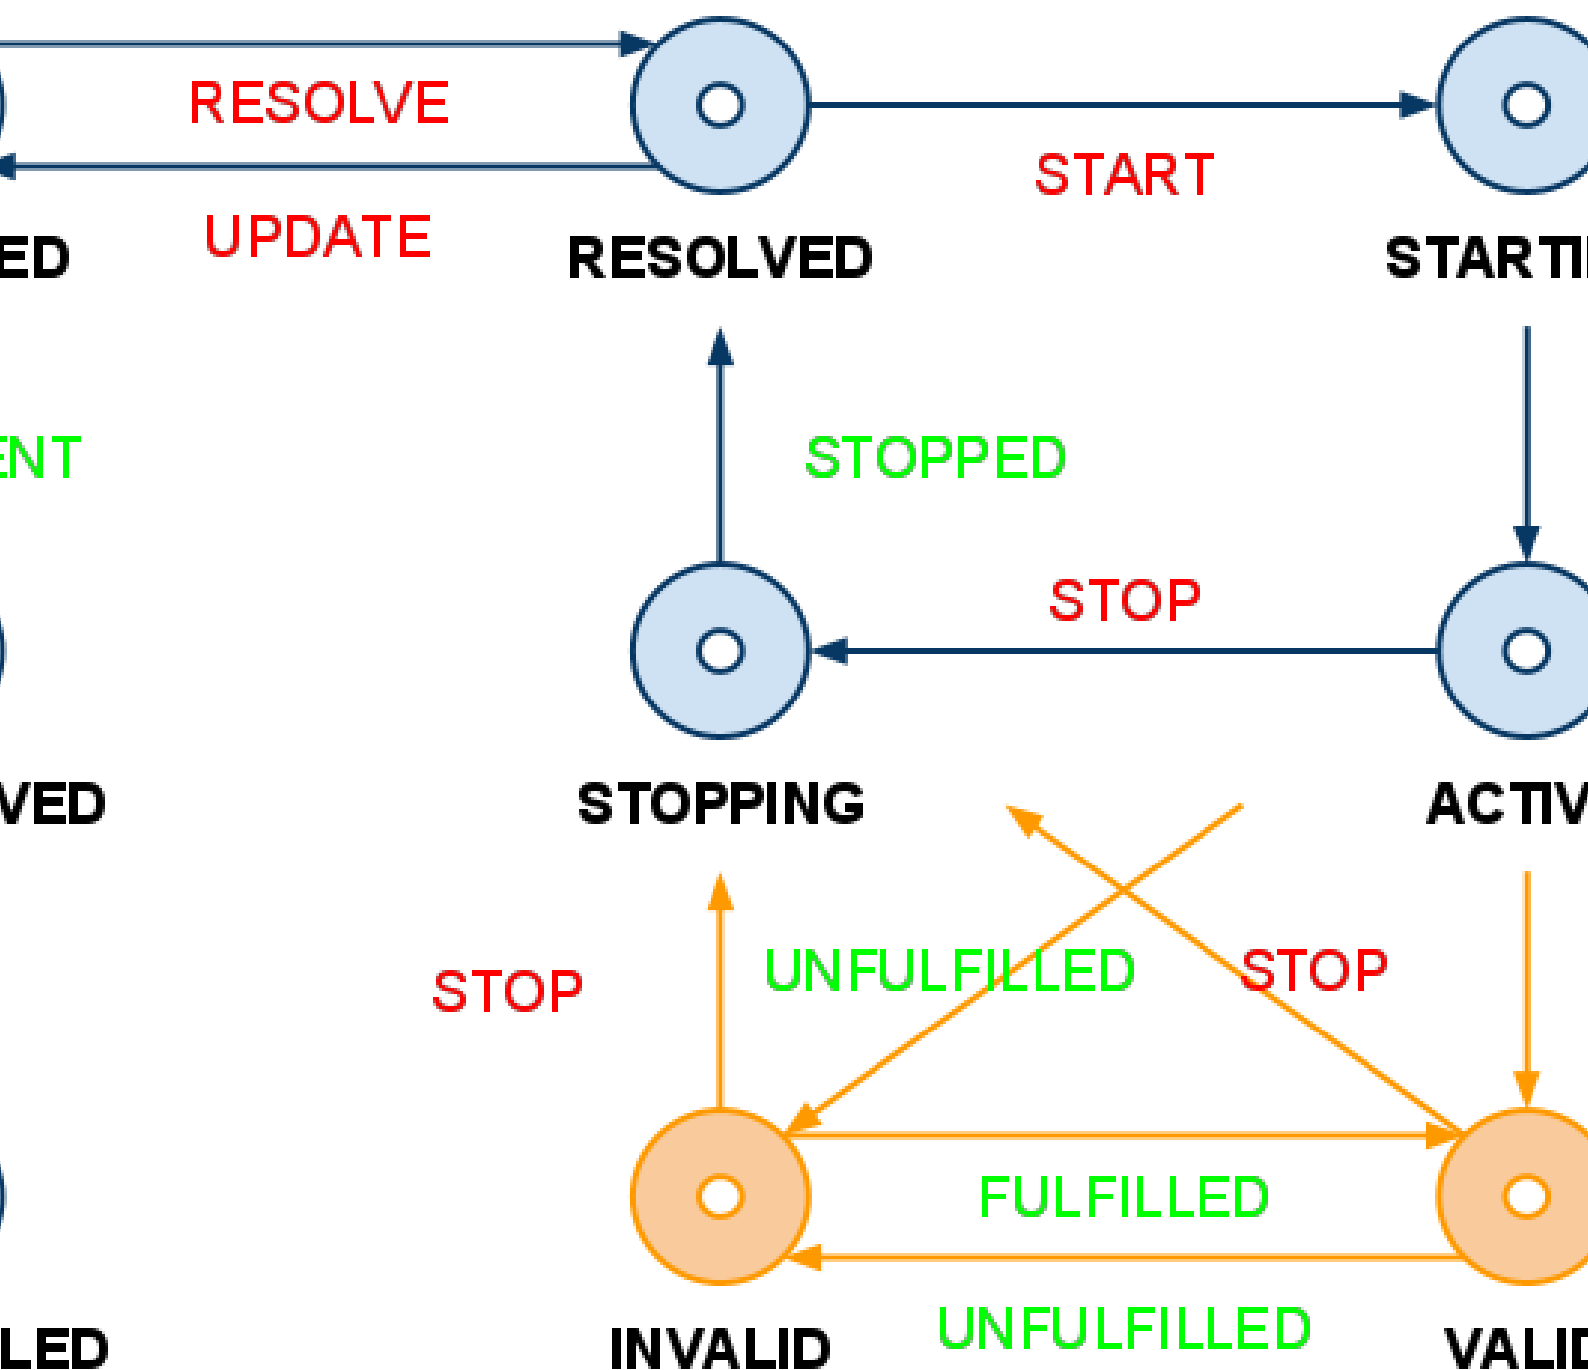 RESOLVE
START
UPDATE
ED
RESOLVED
STARTI
ENT
STOPPED
STOP
VED
STOPPING
ACTIV
UNFULFILLED
STOP
STOP
FULFILLED
UNFULFILLED
LLED
INVALID
VALID